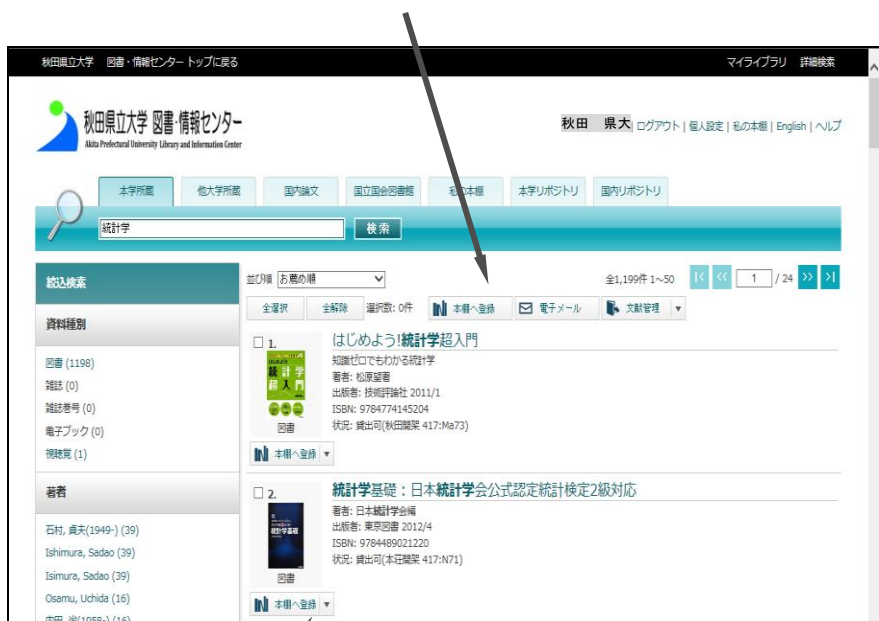 秋田県立大学 図書・情報センター トップに戻る
マイライブラリ 詳細検索
秋田県立大学 図書・情報センター
Akita Prefectural University Library and Information Center
秋田 県大 | ログアウト | 個人設定 | 私の本棚 | English | ヘルプ
本学所蔵 他大学所蔵 国内論文 国立国会図書館 私の本棚 本学リポジトリ 国内リポジトリ
統計学 検索
絞込検索
並び順 お薦め順 全1,199件 1~50 1 / 24
全選択 全解除 選択数: 0件 本棚へ登録 電子メール 文献管理
資料種別
図書 (1198)
雑誌 (0)
雑誌巻号 (0)
電子ブック (0)
視聴覚 (1)
著者
石村, 貞夫(1949-) (39)
Ishimura, Sadao (39)
Isimura, Sadao (39)
Osamu, Uchida (16)
1. はじめよう!統計学超入門
知識ゼロでもわかる統計学
著者: 松原望著
出版者: 技術評論社 2011/1
ISBN: 9784774145204
状況: 貸出可(秋田開架 417:Ma73)
図書
本棚へ登録
2. 統計学基礎 : 日本統計学会公式認定統計検定2級対応
著者: 日本統計学会編
出版者: 東京図書 2012/4
ISBN: 9784489021220
状況: 貸出可(本荘開架 417:N71)
図書
本棚へ登録